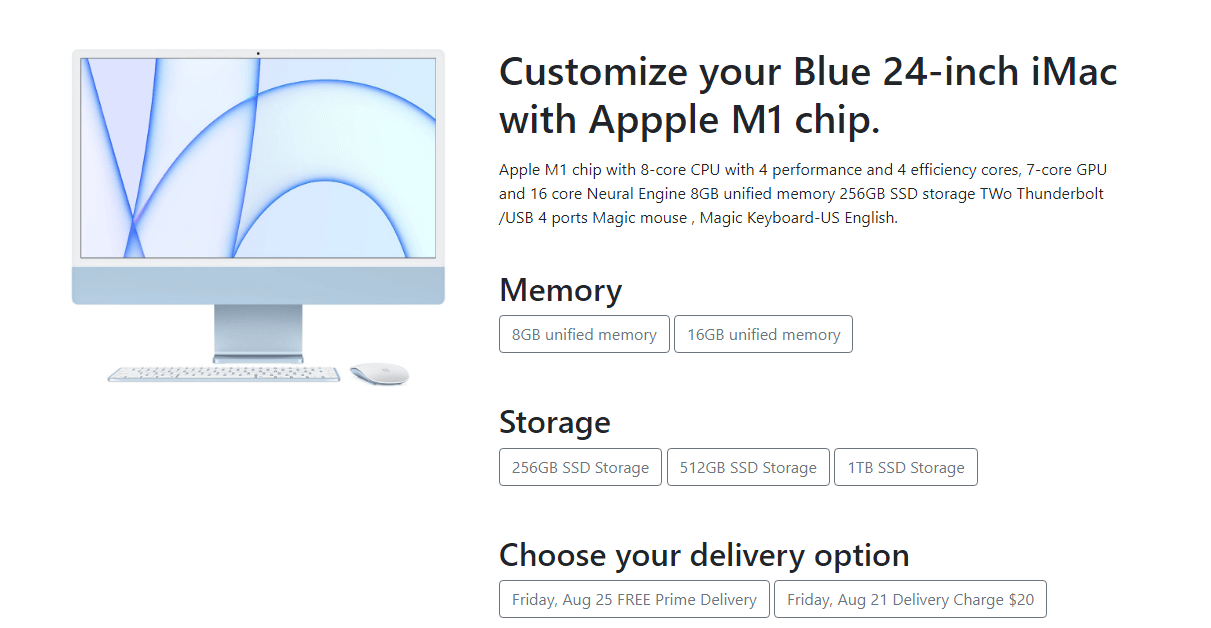 Customize your Blue 24-inch iMac
with Appple M1 chip.
Apple M1 chip with 8-core CPU with 4 performance and 4 efficiency cores, 7-core GPU
and 16 core Neural Engine 8GB unified memory 256GB SSD storage TWo Thunderbolt
/USB 4 ports Magic mouse , Magic Keyboard-US English.
Memory
8GB unified memory 16GB unified memory
Storage
256GB SSD Storage 512GB SSD Storage 1TB SSD Storage
Choose your delivery option
Friday, Aug 25 FREE Prime Delivery Friday, Aug 21 Delivery Charge $20